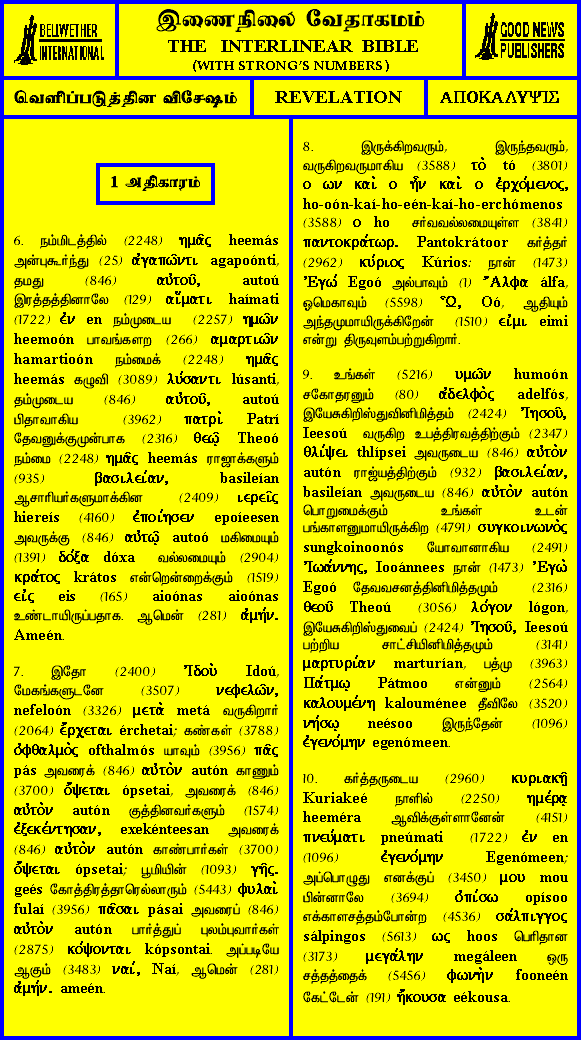 BELLWETHER
INTERNATIONAL
இணைநிலை வேதாகமம்
THE INTERLINEAR BIBLE
(WITH STRONG'S NUMBERS)
GOOD NEWS
PUBLISHERS
வெளிப்படுத்தின விசேஷம்
REVELATION
ΑΠΟΚΑΛΥΨΙΣ
1 அதிகாரம்
6. நம்மிடத்தில் (2248) ημᾶς heemás
அன்புகூர்ந்து (25) ἀγαπῶντι agapoónti,
தமது (846) αὐτοῦ, autoú
இரத்தத்தினாலே (129) αἵματι haímati
(1722) ἐν en நம்முடைய (2257) ημῶν
heemoón பாவங்களற (266) αμαρτιῶν
hamartioón நம்மைக் (2248) ημᾶς
heemás கழுவி (3089) λύσαντι lúsanti,
தம்முடைய (846) αὐτοῦ, autoú
பிதாவாகிய (3962) πατρὶ Patrí
தேவனுக்குமுன்பாக (2316) θεῷ Theoó
நம்மை (2248) ημᾶς heemás ராஜாக்களும்
(935) βασιλείαν, basileían
ஆசாரியர்களுமாக்கின (2409) ιερεῖς
hiereís (4160) ἐποίησεν epoíeesen
அவருக்கு (846) αὐτῷ autoó மகிமையும்
(1391) δόξα dóxa வல்லமையும் (2904)
κράτος krátos என்றென்றைக்கும் (1519)
εἰς eis (165) aioónas aioónas
உண்டாயிருப்பதாக. ஆமென் (281) ἀμήν.
Ameén.
7. இதோ (2400) Ἰδοὺ Idoú,
மேகங்களுடனே (3507) νεφελῶν,
nefeloón (3326) μετὰ metá வருகிறார்
(2064) ἔρχεται érchetai; கண்கள் (3788)
ὀφθαλμὸς ofthalmós யாவும் (3956) πᾶς
pás அவரைக் (846) αὐτὸν autón காணும்
(3700) ὄψεται ópsetai, அவரைக் (846)
αὐτὸν autón குத்தினவர்களும் (1574)
ἐξεκέντησαν, exekénteesan அவரைக்
(846) αὐτὸν autón காண்பார்கள் (3700)
ὄψεται ópsetai; பூமியின் (1093) γῆς.
geés கோத்திரத்தாரெல்லாரும் (5443) φυλαὶ
fulaí (3956) πᾶσαι pásai அவரைப் (846)
αὐτὸν autón பார்த்துப் புலம்புவார்கள்
(2875) κόψονται kópsontai. அப்படியே
ஆகும் (3483) ναί, Naí, ஆமென் (281)
ἀμήν. ameén.
8. இருக்கிறவரும், இருந்தவரும்,
வருகிறவருமாகிய (3588) τὸ tó (3801)
ο ων καὶ ο ἦν καὶ ο ἐρχόμενος,
ho-oón-kaí-ho-eén-kaí-ho-erchómenos
(3588) ο ho சர்வவல்லமையுள்ள (3841)
παντοκράτωρ. Pantokrátoor கர்த்தர்
(2962) κύριος Kúrios: நான் (1473)
Ἐγώ Egoó அல்பாவும் (1) Ἄλφα álfa,
ஓமெகாவும் (5598) Ὦ, Oó, ஆதியும்
அந்தமுமாயிருக்கிறேன் (1510) εἰμι eimi
என்று திருவுளம்பற்றுகிறார்.
9. உங்கள் (5216) υμῶν humoón
சகோதரனும் (80) ἀδελφὸς adelfós,
இயேசுகிறிஸ்துவினிமித்தம் (2424) Ἰησοῦ,
Ieesoú வருகிற உபத்திரவத்திற்கும் (2347)
θλίψει thlípsei அவருடைய (846) αὐτὸν
autón ராஜ்யத்திற்கும் (932) βασιλείαν,
basileían அவருடைய (846) αὐτὸν autón
பொறுமைக்கும் உங்கள் உடன்
பங்காளனுமாயிருக்கிற (4791) συγκοινωνὸς
sungkoinoonós யோவானாகிய (2491)
Ἰωάννης, Iooánnees நான் (1473) Ἐγὼ
Egoó தேவவசனத்தினிமித்தமும் (2316)
θεοῦ Theoú (3056) λόγον lógon,
இயேசுகிறிஸ்துவைப் (2424) Ἰησοῦ, Ieesoú
பற்றிய சாட்சியினிமித்தமும் (3141)
μαρτυρίαν marturían, பத்மு (3963)
Πάτμῳ Pátmoo என்னும் (2564)
καλουμένη kalouménee தீவிலே (3520)
νήσῳ neésoo இருந்தேன் (1096)
ἐγενόμην egenómeen.
10. கர்த்தருடைய (2960) κυριακῇ
Kuriakeé நாளில் (2250) ημέρᾳ
heeméra ஆவிக்குள்ளானேன் (4151)
πνεύματι pneúmati (1722) ἐν en
(1096) ἐγενόμην Egenómeen;
அப்பொழுது எனக்குப் (3450) μου mou
பின்னாலே (3694) ὀπίσω opísoo
எக்காளசத்தம்போன்ற (4536) σάλπιγγος
sálpingos (5613) ως hoos பெரிதான
(3173) μεγάλην megáleen ஒரு
சத்தத்தைக் (5456) φωνὴν fooneén
கேட்டேன் (191) ἤκουσα eékousa.